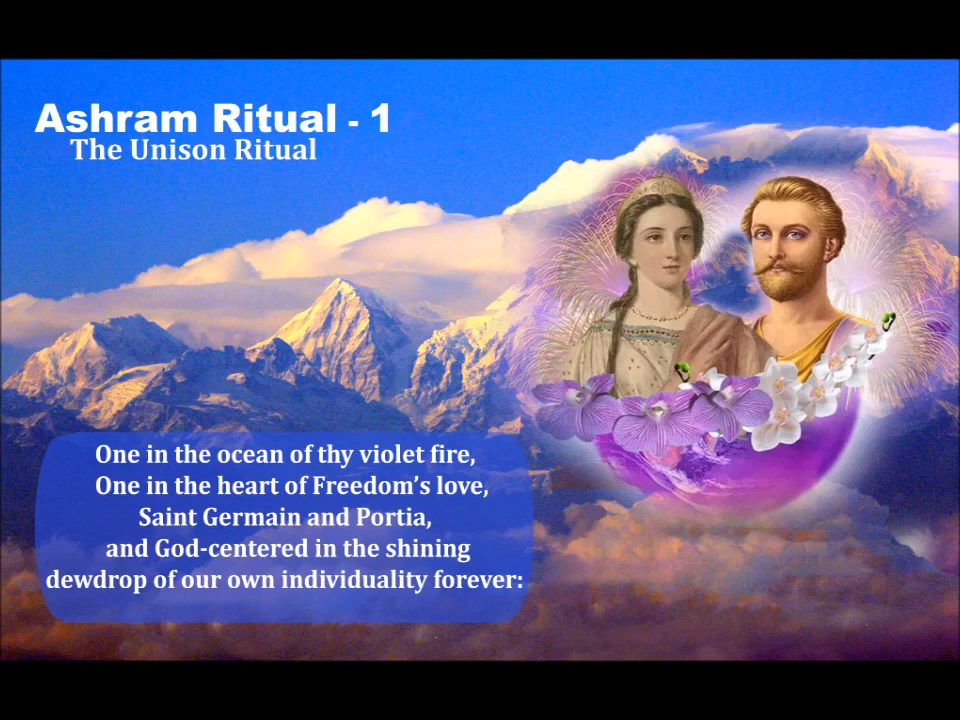 Ashram Ritual - 1
The Unison Ritual
One in the ocean of thy violet fire,
One in the heart of Freedom’s love,
Saint Germain and Portia,
and God-centered in the shining
dewdrop of our own individuality forever: